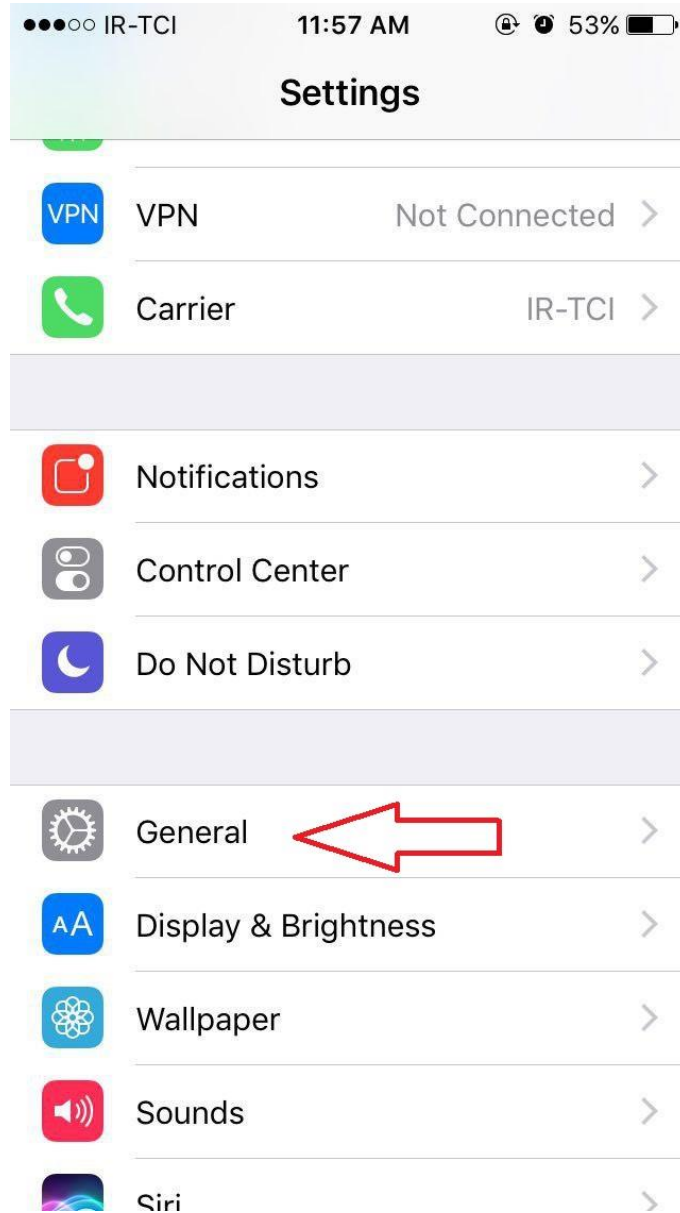 IR-TCI 11:57 AM 53%
Settings
VPN VPN Not Connected
Carrier IR-TCI
Notifications
Control Center
Do Not Disturb
General
AA Display & Brightness
Wallpaper
Sounds
Siri